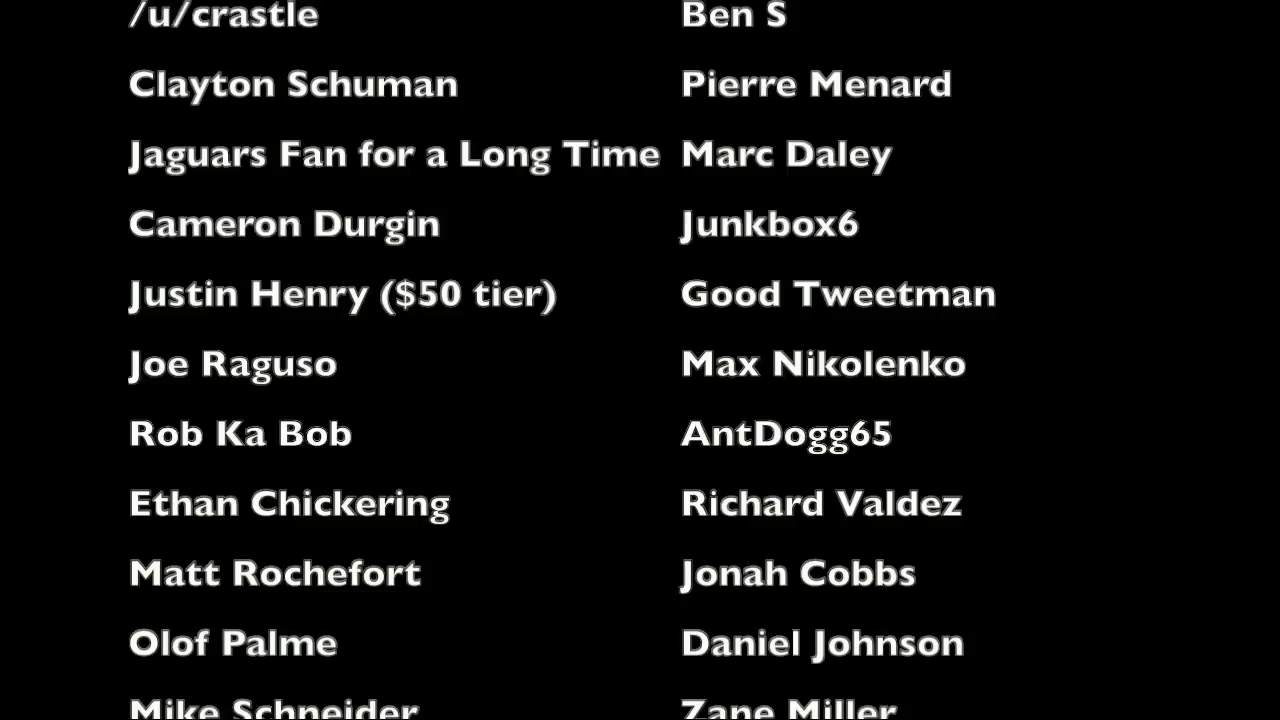 /u/crastle
Clayton Schuman
Jaguars Fan for a Long Time
Cameron Durgin
Justin Henry ($50 tier)
Joe Raguso
Rob Ka Bob
Ethan Chickering
Matt Rochefort
Olof Palme
Mike Schneider
Ben S
Pierre Menard
Marc Daley
Junkbox6
Good Tweetman
Max Nikolenko
AntDogg65
Richard Valdez
Jonah Cobbs
Daniel Johnson
Zane Miller